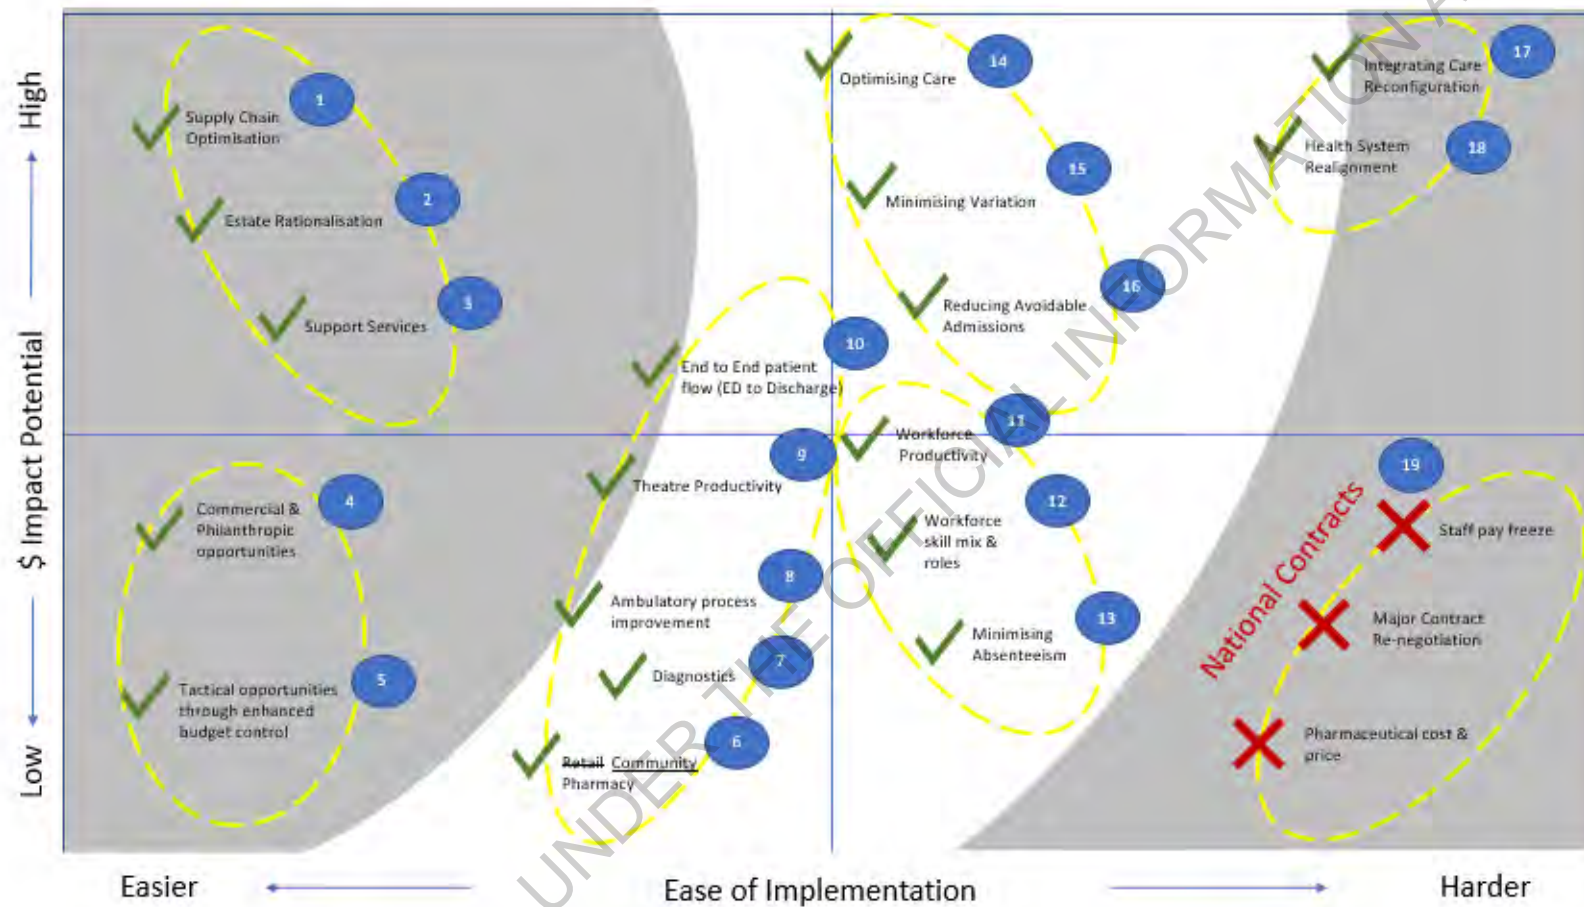 High
$ Impact Potential
Low
1
Supply Chain
Optimisation
2
Estate Rationalisation
3
Support Services
4
Commercial &
Philanthropic
opportunities
5
Tactical opportunities
through enhanced
budget control
10
End to End patient
flow (ED to Discharge)
9
Theatre Productivity
8
Ambulatory process
improvement
7
Diagnostics
6
Retail Community
Pharmacy
14
Optimising Care
15
Minimising Variation
16
Reducing Avoidable
Admissions
11
Workforce
Productivity
12
Workforce
skill mix &
roles
13
Minimising
Absenteeism
17
Integrating Care
Reconfiguration
18
Health System
Realignment
19
National Contracts
Staff pay freeze
Major Contract
Re-negotiation
Pharmaceutical cost &
price
Easier
Ease of Implementation
Harder
UNDER THE OFFICIAL INFORMATION